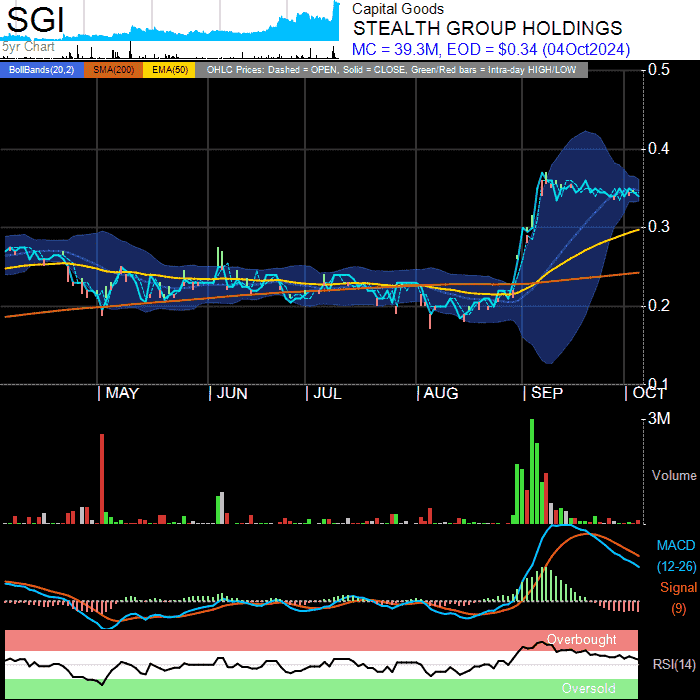 SGI
5yr Chart
Capital Goods
STEALTH GROUP HOLDINGS
MC = 39.3M, EOD = $0.34 (04Oct2024)
BollBands(20,2) SMA(200) EMA(50) OHLC Prices: Dashed = OPEN, Solid = CLOSE, Green/Red bars = Intra-day HIGH/LOW
0.5
0.4
0.3
0.2
0.1
MAY JUN JUL AUG SEP OCT
3M
Volume
MACD
(12-26)
Signal
(9)
Overbought
RSI(14)
Oversold